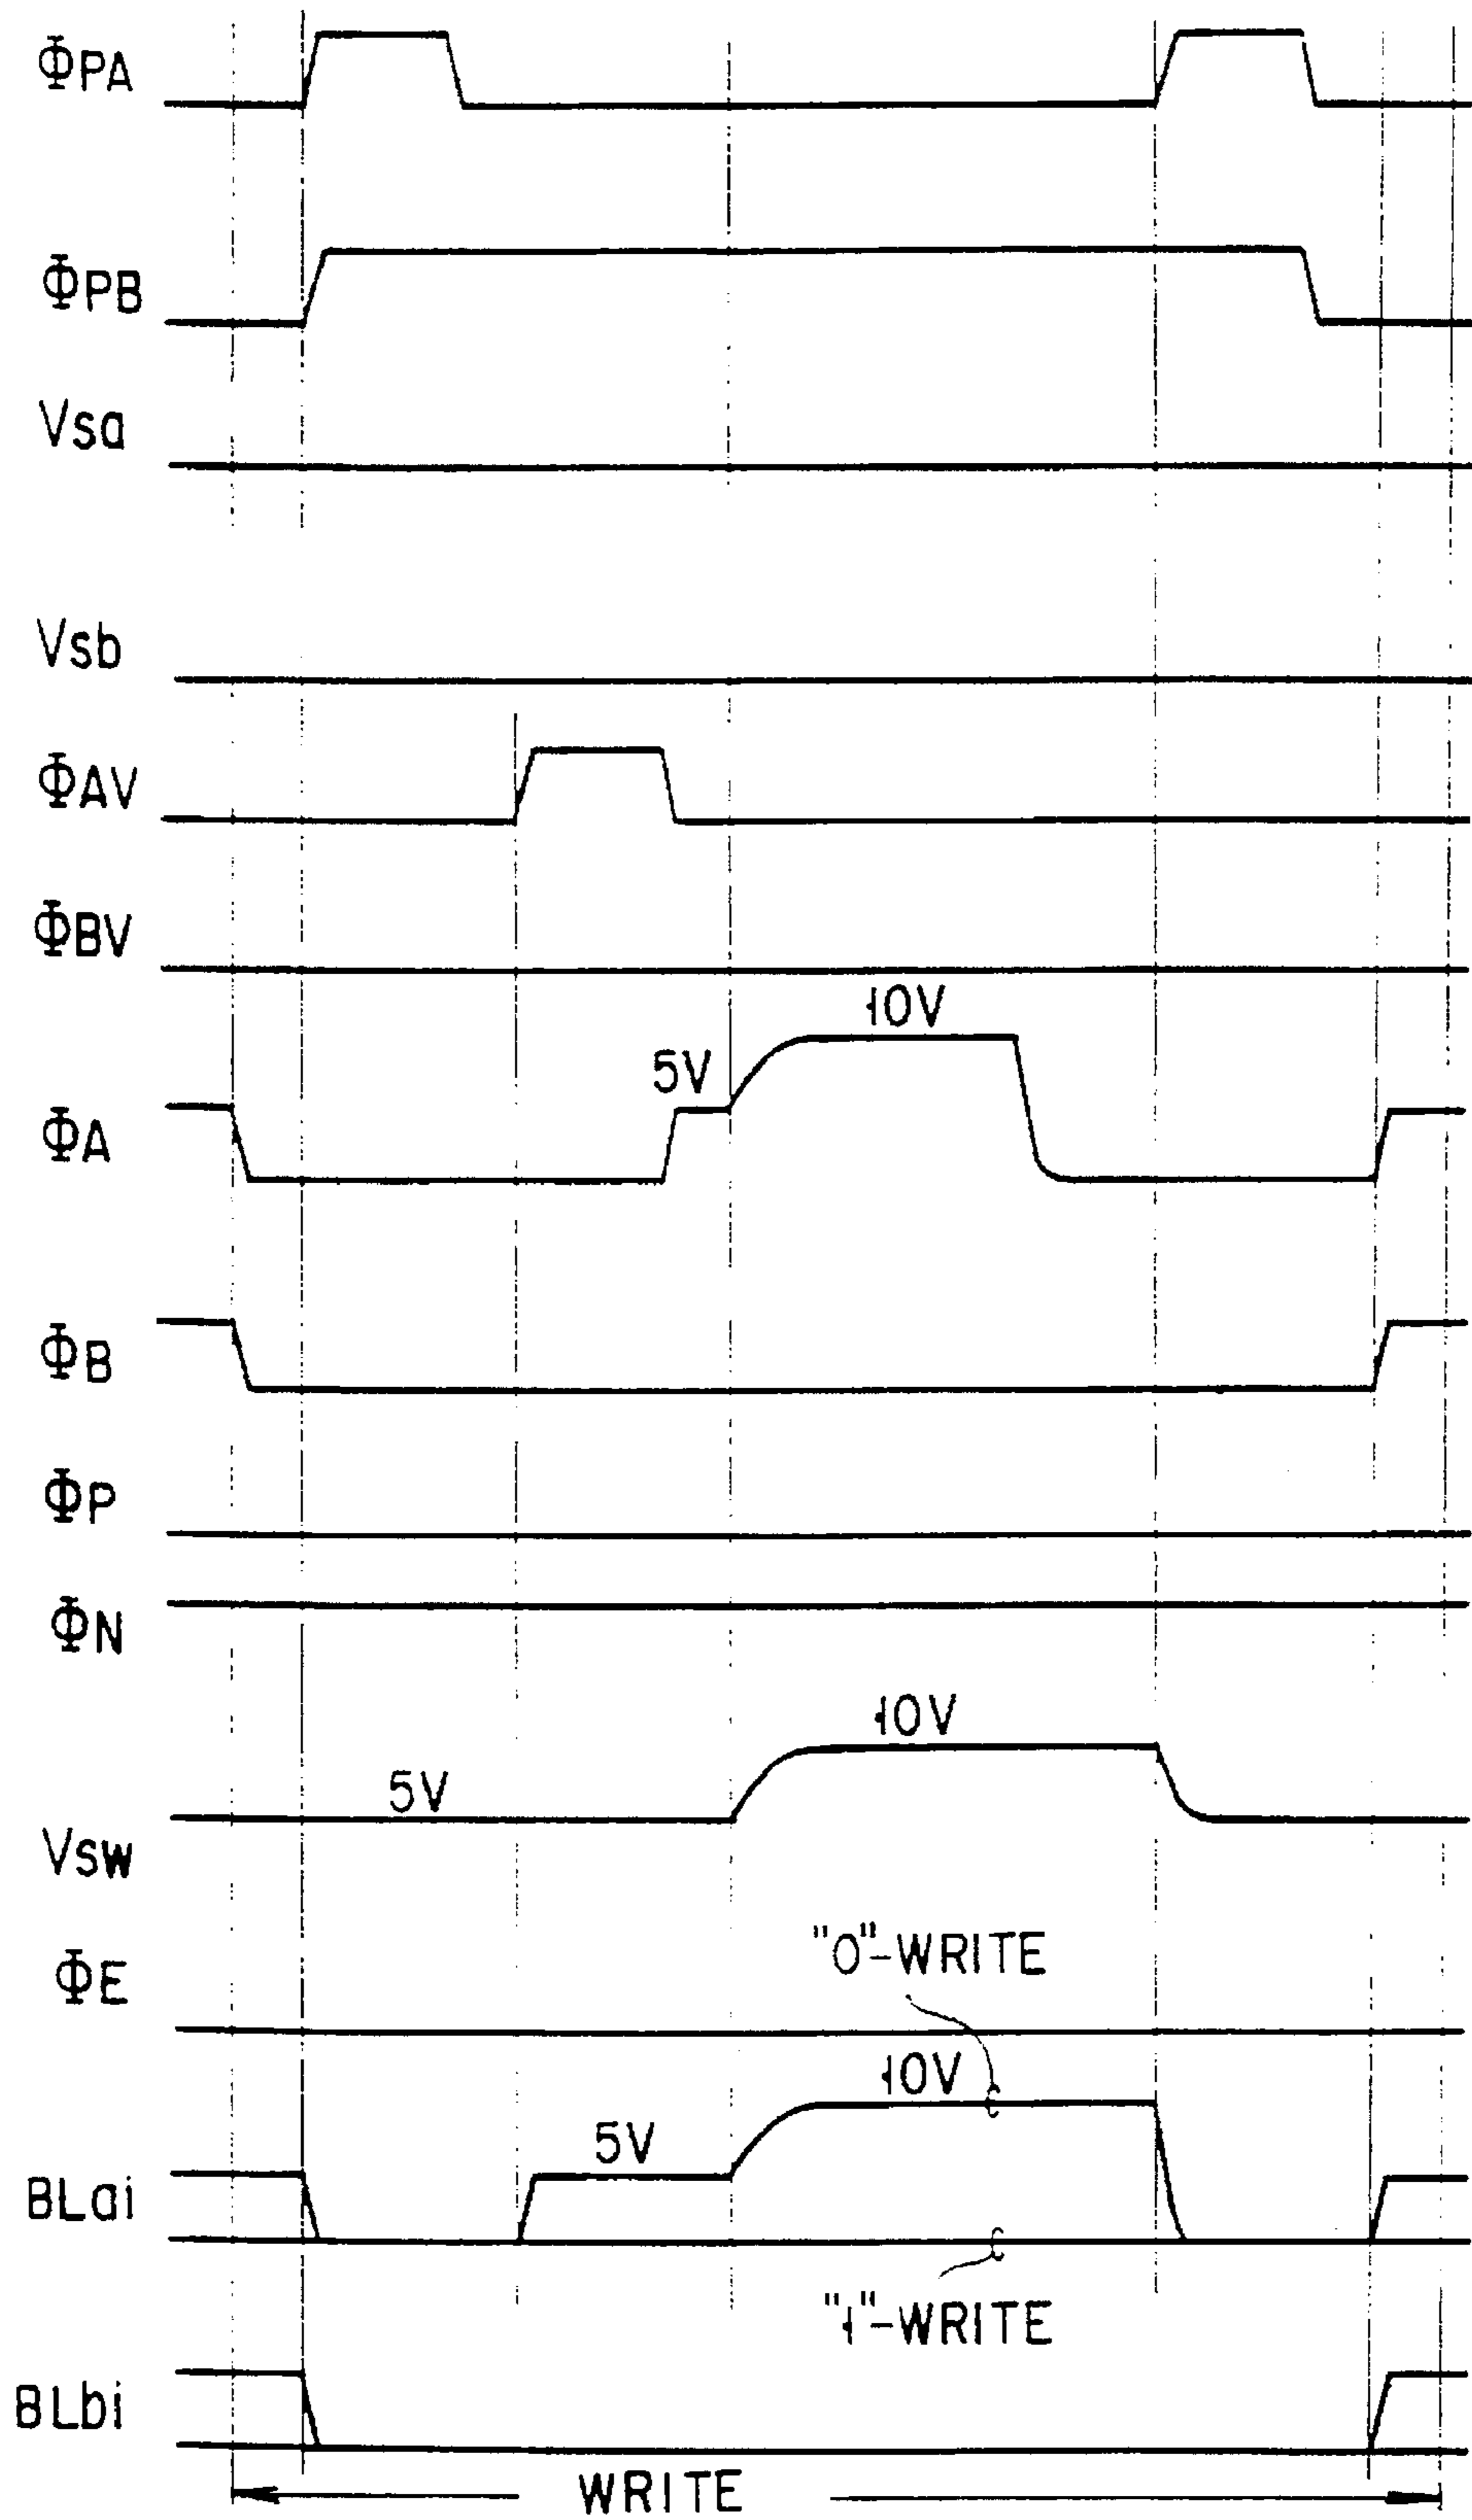 ΦPA
ΦPB
Vsa
Vsb
ΦAV
ΦBV
10V
5V
ΦA
ΦB
ΦP
ΦN
10V
5V
Vsw
"0"-WRITE
ΦE
10V
5V
BLai
"1"-WRITE
BLbi
WRITE